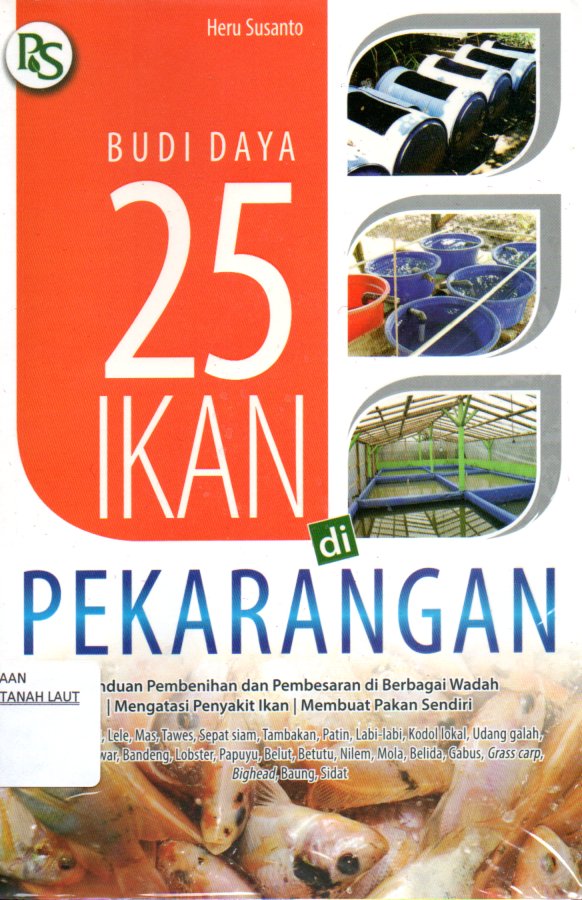 Heru Susanto
PS
BUDI DAYA
25
IKAN
di
PEKARANGAN
AAN
TANAH LAUT
nduan Pembenihan dan Pembesaran di Berbagai Wadah
| Mengatasi Penyakit Ikan | Membuat Pakan Sendiri
, Lele, Mas, Tawes, Sepat siam, Tambakan, Patin, Labi-labi, Kodol lokal, Udang galah,
war, Bandeng, Lobster, Papuyu, Belut, Betutu, Nilem, Mola, Belida, Gabus, Grass carp,
Bighead, Baung, Sidat